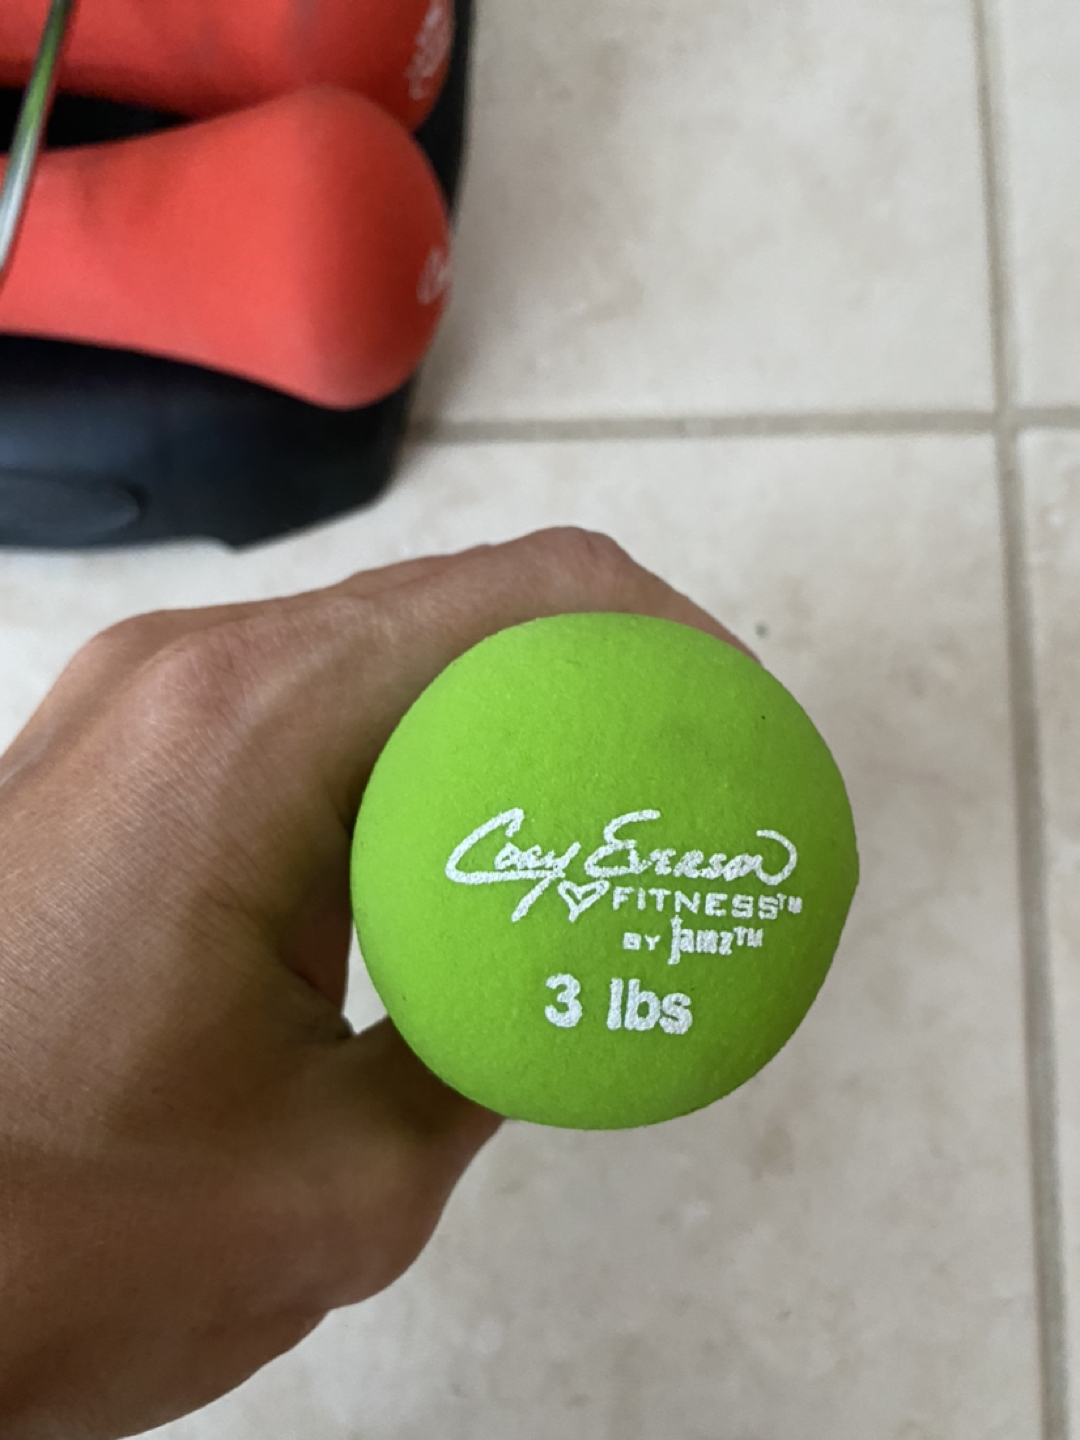 Cory Everson
FITNESS™
BY jamz™
3 lbs